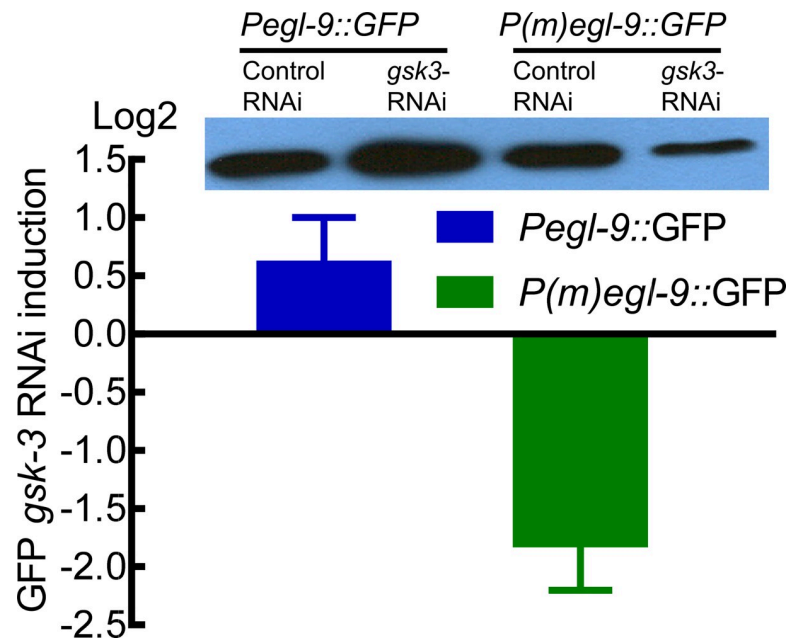 Pegl-9::GFP P(m)egl-9::GFP
Control gsk3- Control gsk3-
RNAi RNAi RNAi RNAi
Log2
1.5
1.0
0.5
0.0
-0.5
-1.0
-1.5
-2.0
-2.5
GFP gsk-3 RNAi induction
Pegl-9::GFP
P(m)egl-9::GFP